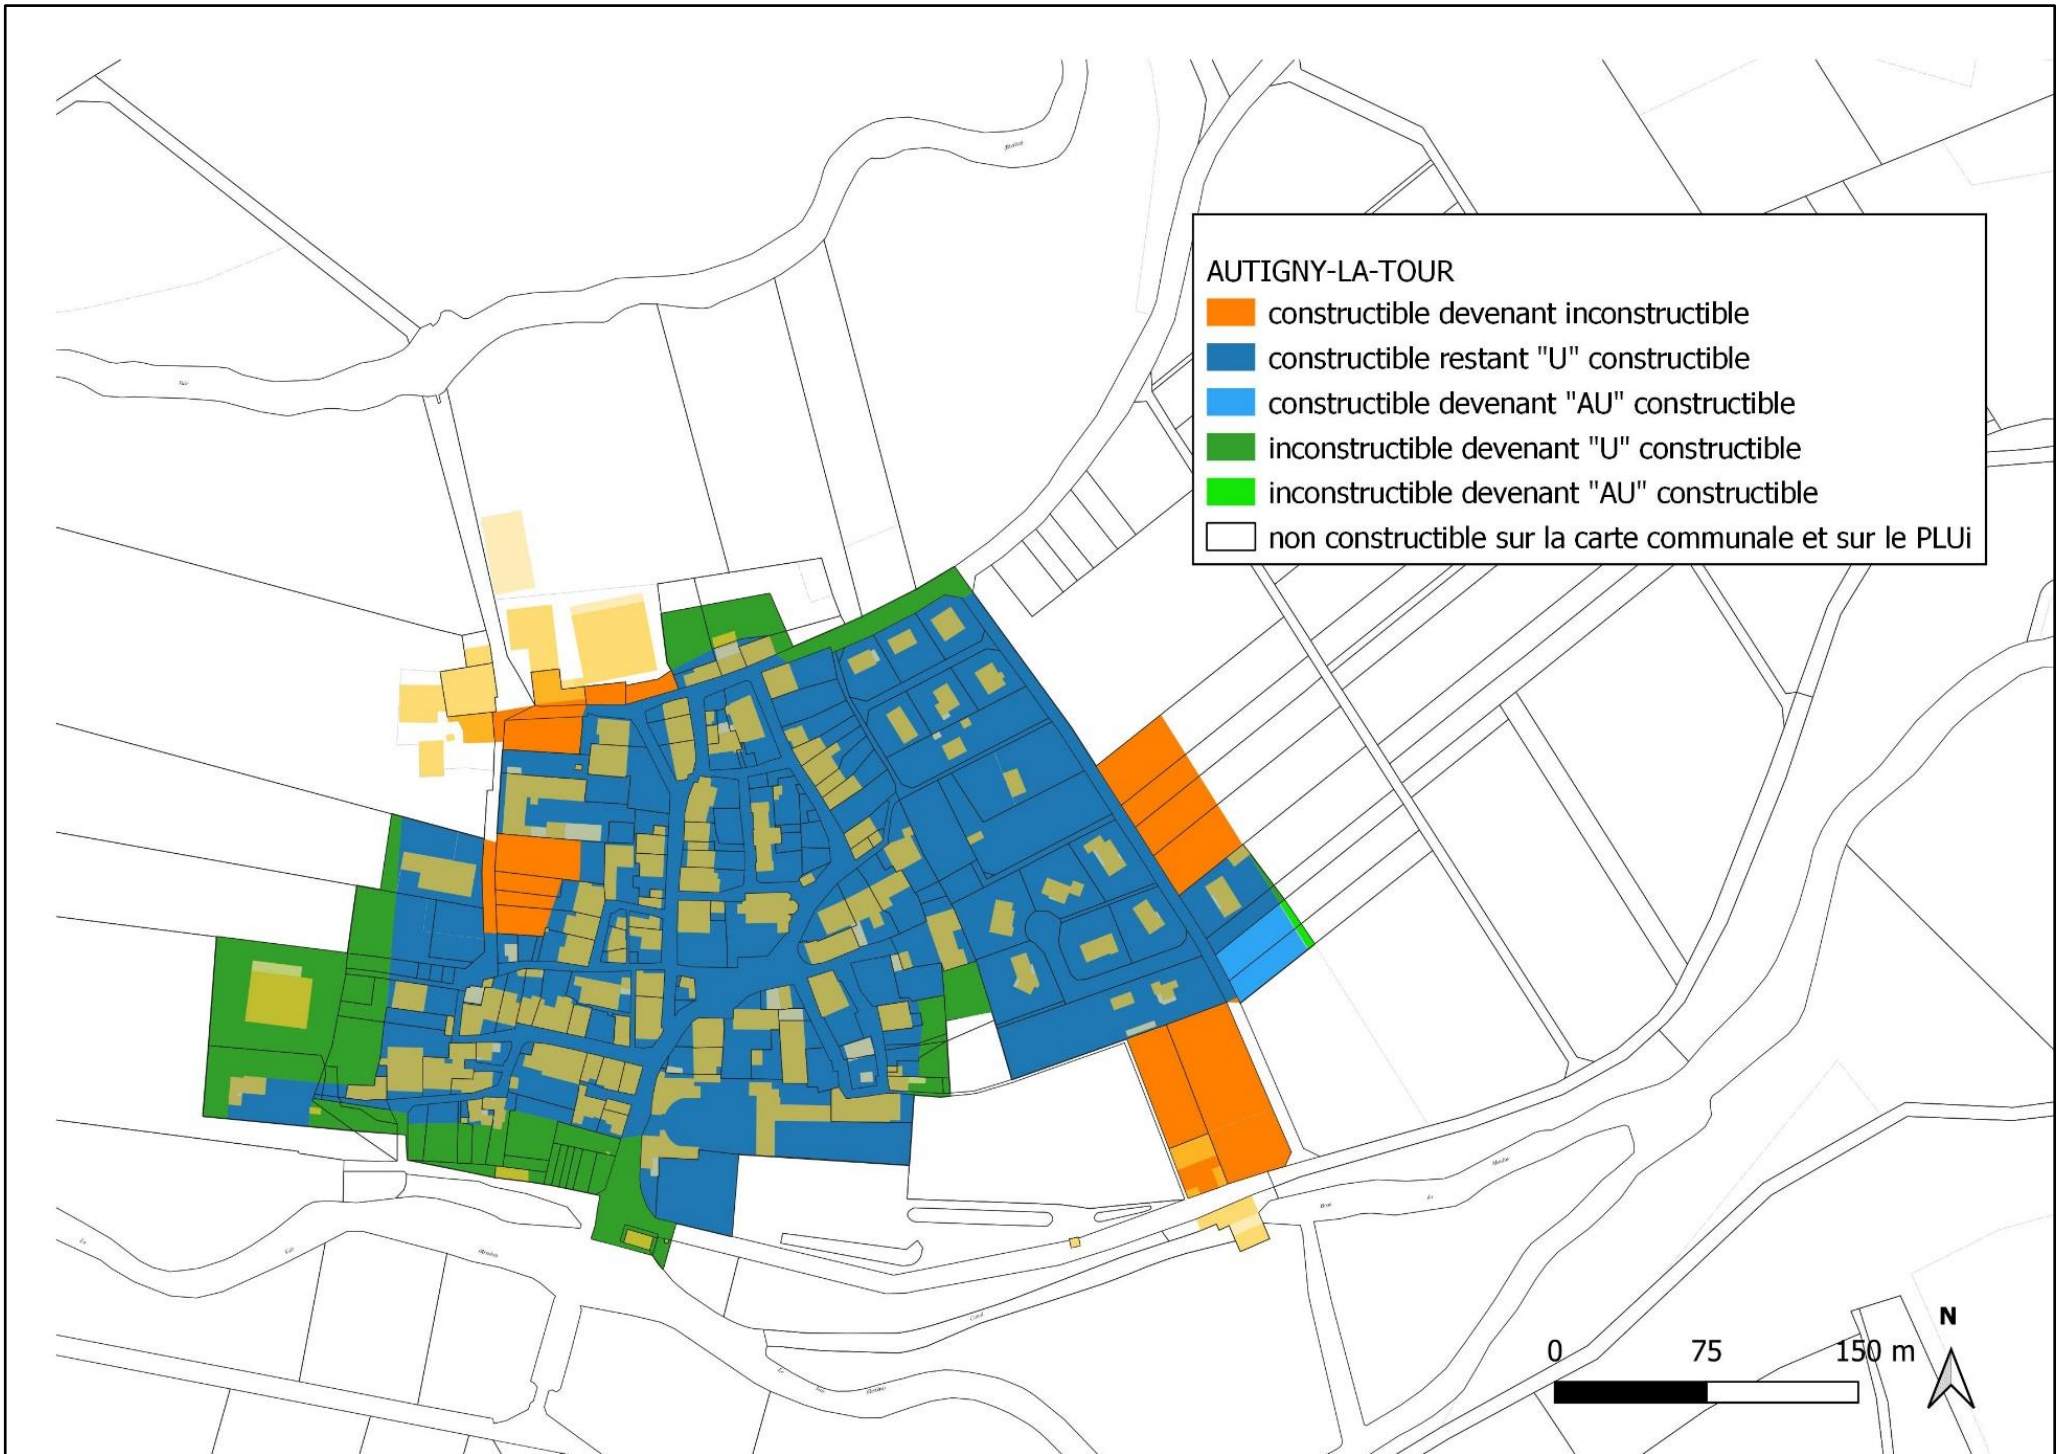 AUTIGNY-LA-TOUR
constructible devenant inconstructible
constructible restant "U" constructible
constructible devenant "AU" constructible
inconstructible devenant "U" constructible
inconstructible devenant "AU" constructible
non constructible sur la carte communale et sur le PLUi
N
0 75 150 m